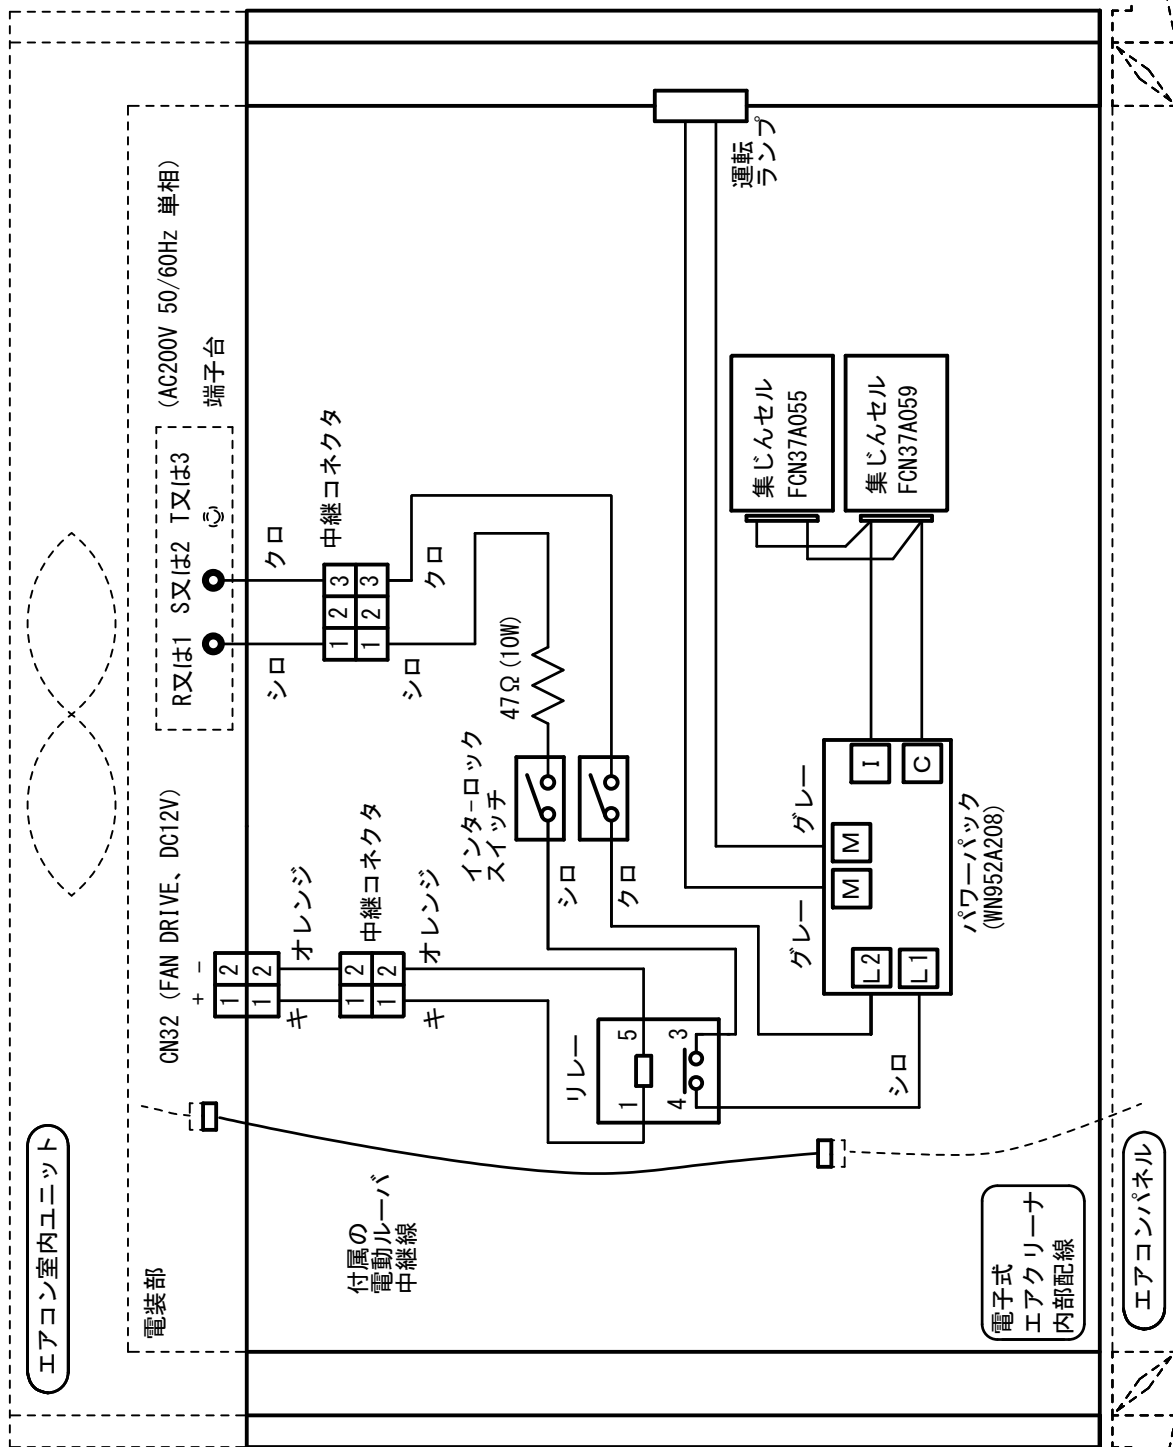 エアコン室内ユニット
電装部
CN32 (FAN DRIVE、DC12V)
+ -
1 2
1 2
キ
オレンジ
中継コネクタ
1 2
1 2
キ
オレンジ
(AC200V 50/60Hz 単相)
端子台
R又は1 S又は2 T又は3
シロ
クロ
中継コネクタ
1 2 3
1 2 3
シロ
クロ
47Ω(10W)
インターロック
スイッチ
シロ
クロ
運転
ランプ
付属の
電動ルーバ
中継線
リレー
1 5
4 3
シロ
グレー
グレー
L2
L1
M M
I
C
パワーパック
(WN952A208)
集じんセル
FCN37A055
集じんセル
FCN37A059
電子式
エアクリーナ
内部配線
エアコンパネル